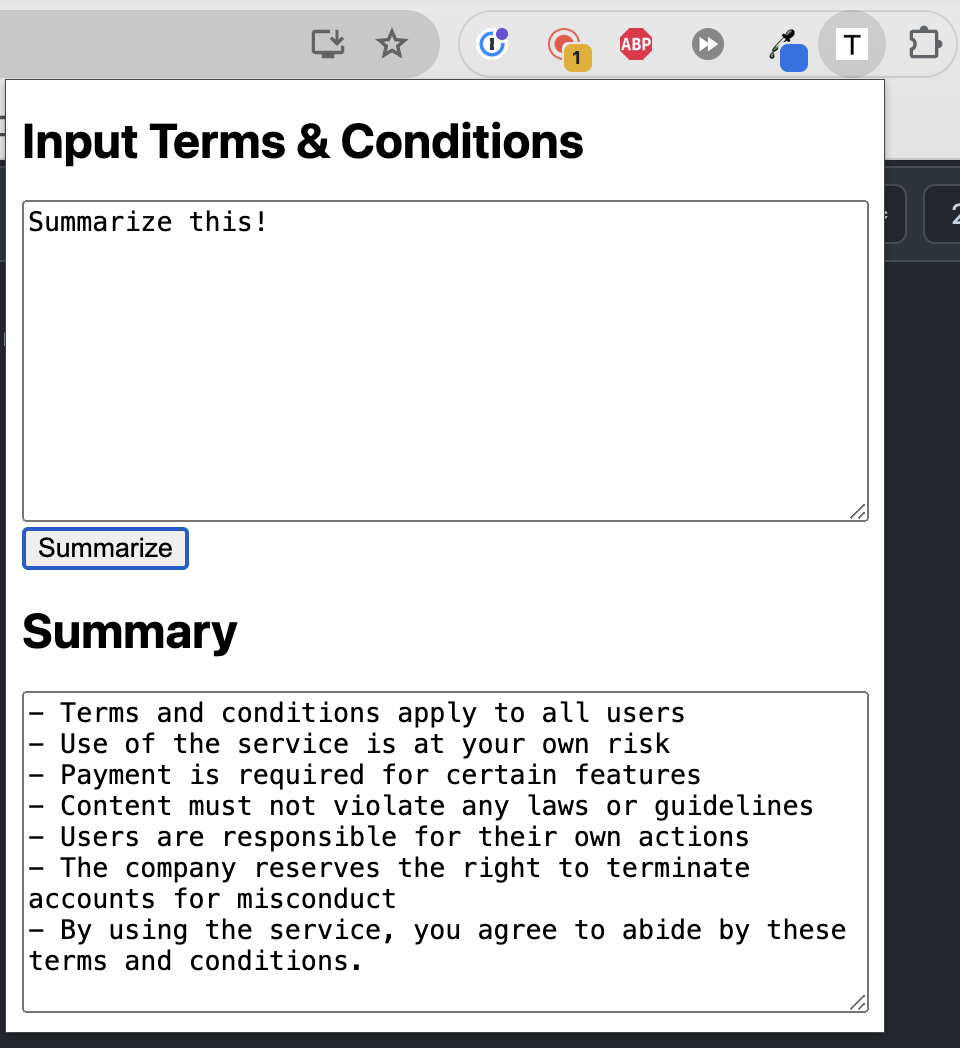 1
ABP
T
Input Terms & Conditions
2
Summarize this!
Summarize
Summary
– Terms and conditions apply to all users
– Use of the service is at your own risk
– Payment is required for certain features
– Content must not violate any laws or guidelines
– Users are responsible for their own actions
– The company reserves the right to terminate
accounts for misconduct
– By using the service, you agree to abide by these
terms and conditions.